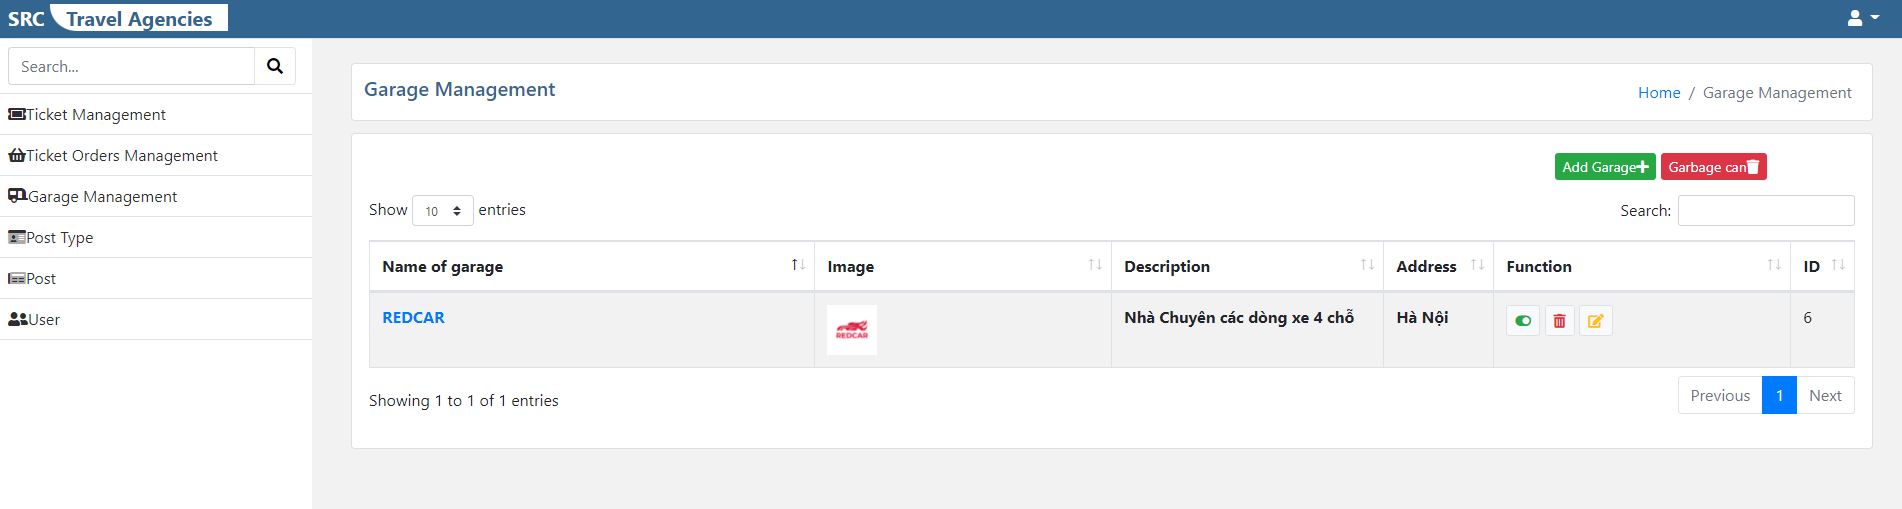 SRC Travel Agencies
Search...
Ticket Management
Ticket Orders Management
Garage Management
Post Type
Post
User
Garage Management
Home / Garage Management
Add Garage Garbage can
Show 10 entries
Search:
Name of garage Image Description Address Function ID
REDCAR REDCAR Nhà Chuyên các dòng xe 4 chỗ Hà Nội 6
Showing 1 to 1 of 1 entries
Previous 1 Next